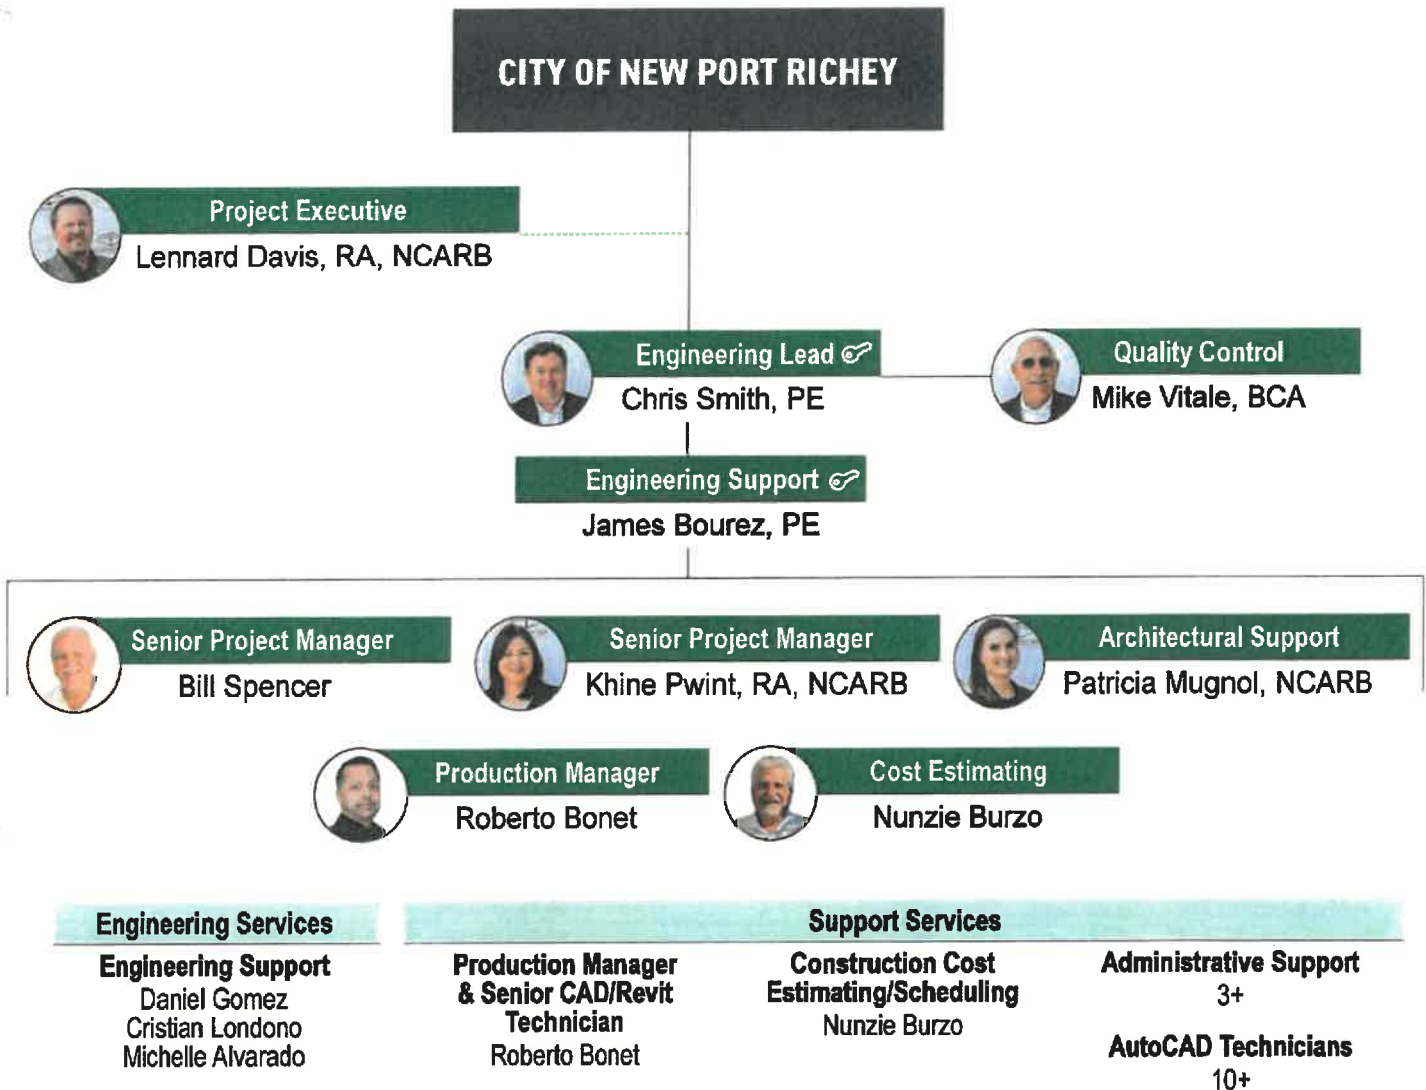 CITY OF NEW PORT RICHEY
Project Executive
Lennard Davis, RA, NCARB
Engineering Lead
Chris Smith, PE
Quality Control
Mike Vitale, BCA
Engineering Support
James Bourez, PE
Senior Project Manager
Bill Spencer
Senior Project Manager
Khine Pwint, RA, NCARB
Architectural Support
Patricia Mugnol, NCARB
Production Manager
Roberto Bonet
Cost Estimating
Nunzie Burzo
Engineering Services
Engineering Support
Daniel Gomez
Cristian Londono
Michelle Alvarado
Support Services
Production Manager
& Senior CAD/Revit
Technician
Roberto Bonet
Construction Cost
Estimating/Scheduling
Nunzie Burzo
Administrative Support
3+
AutoCAD Technicians
10+